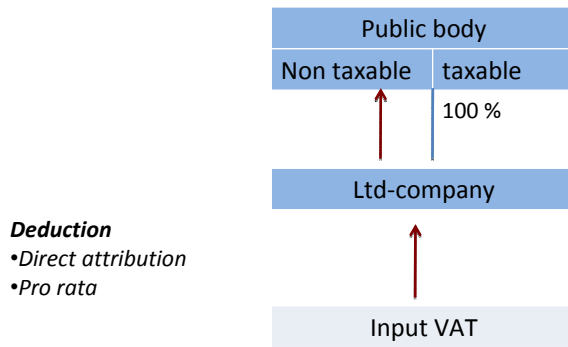 Public body
Non taxable taxable
100 %
Ltd-company
Deduction
•Direct attribution
•Pro rata
Input VAT